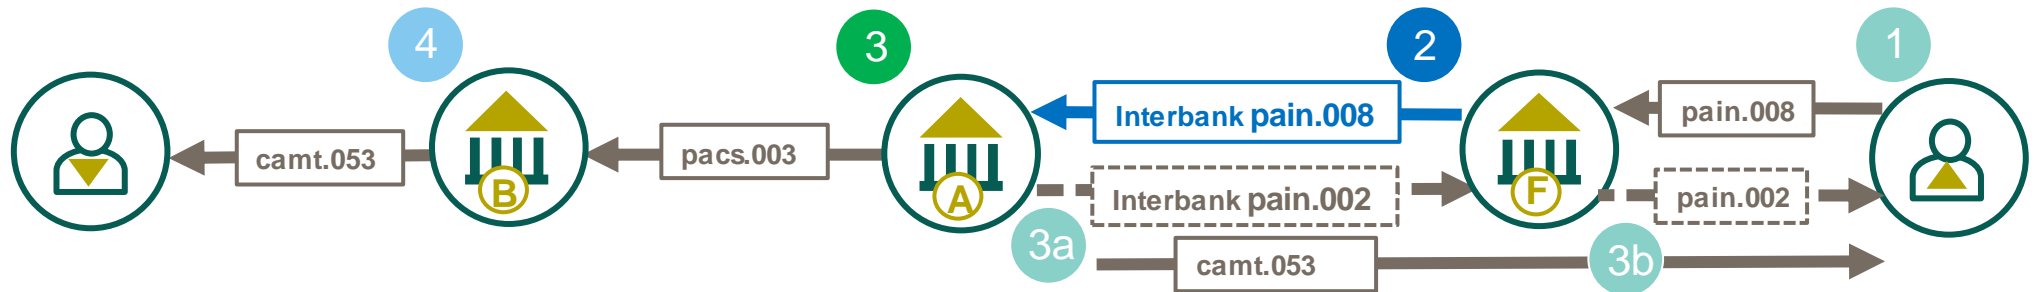 4
3
2
1
camt.053
B
pacs.003
A
Interbank pain.008
F
pain.008
Interbank pain.002
pain.002
3a
camt.053
3b